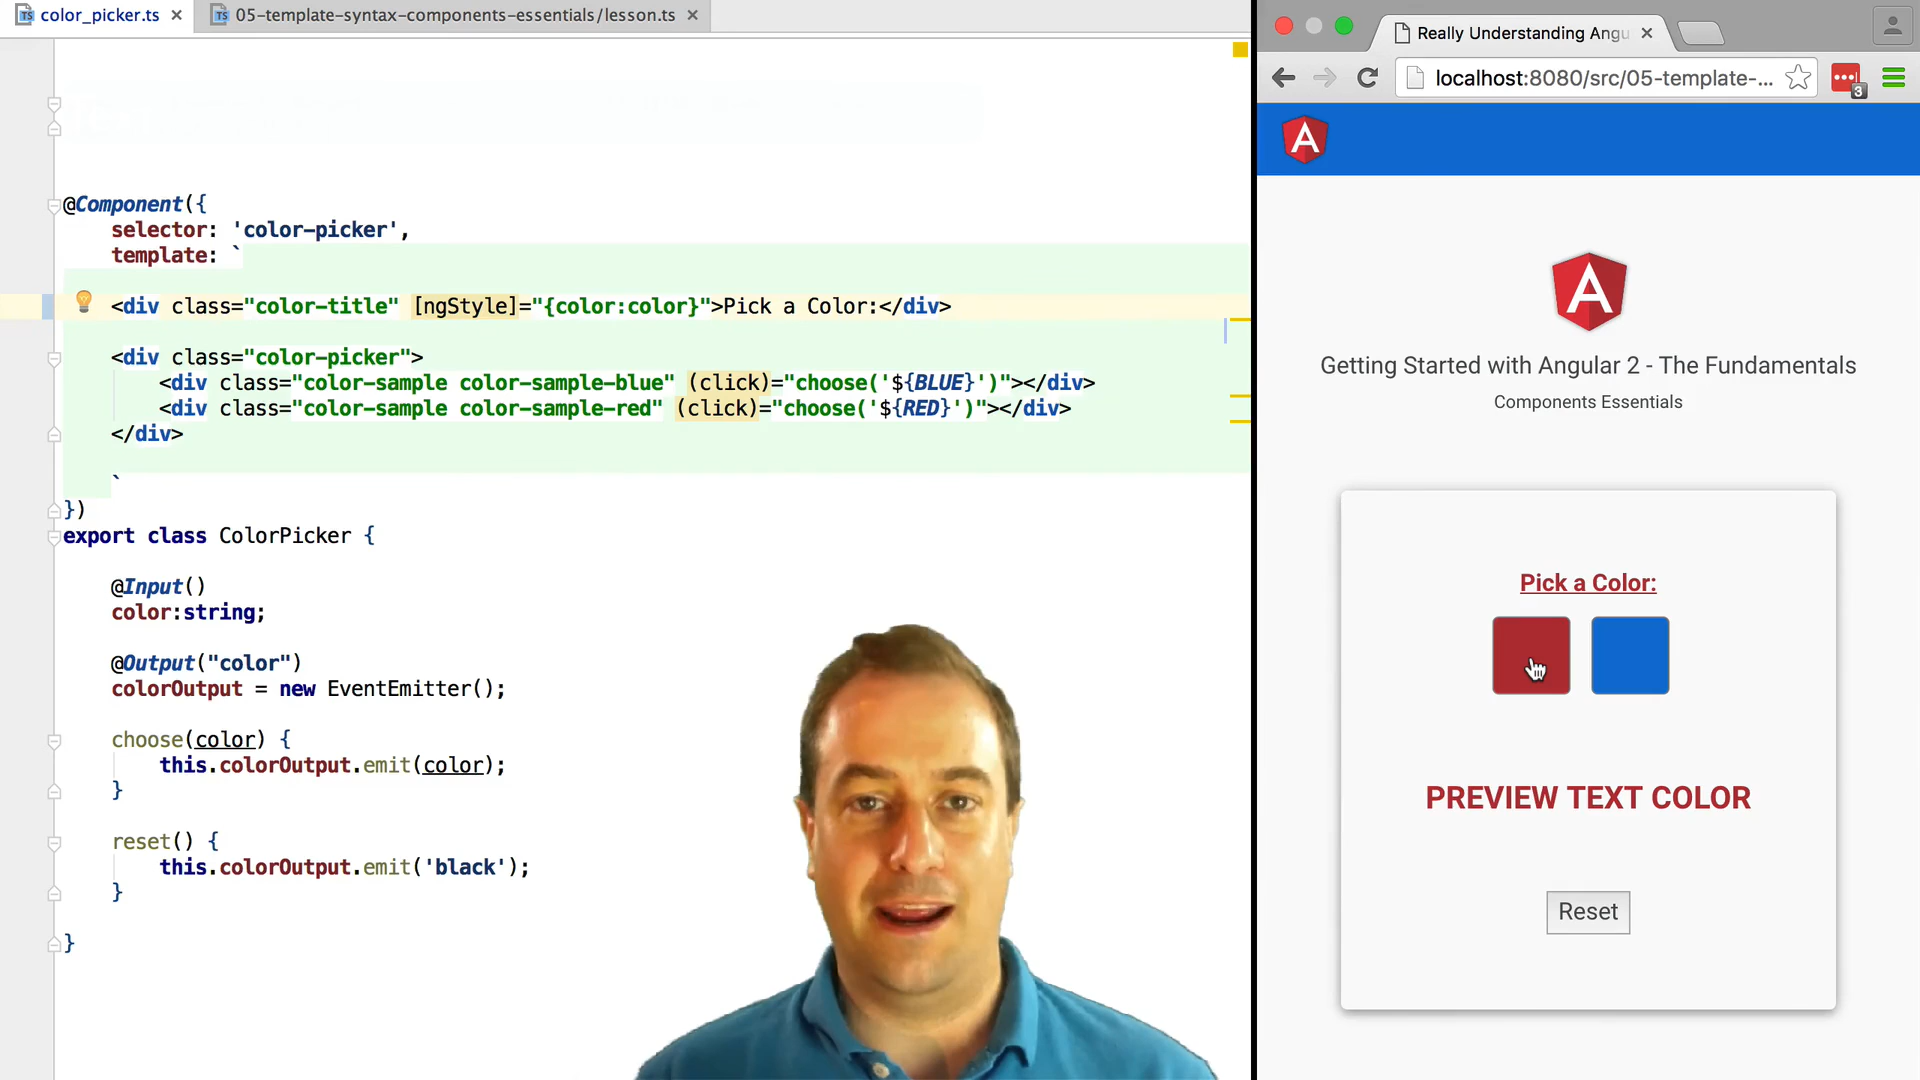 color_picker.ts
05-template-syntax-components-essentials/lesson.ts
@Component({
selector: 'color-picker',
template: `
<div class="color-title" [ngStyle]="{color:color}">Pick a Color:</div>
<div class="color-picker">
<div class="color-sample color-sample-blue" (click)="choose('${BLUE}')"></div>
<div class="color-sample color-sample-red" (click)="choose('${RED}')"></div>
</div>
`
})
export class ColorPicker {
@Input()
color:string;
@Output("color")
colorOutput = new EventEmitter();
choose(color) {
this.colorOutput.emit(color);
}
reset() {
this.colorOutput.emit('black');
}
}
Really Understanding Angu
localhost:8080/src/05-template-...
3
A
A
Getting Started with Angular 2 - The Fundamentals
Components Essentials
Pick a Color:
PREVIEW TEXT COLOR
Reset